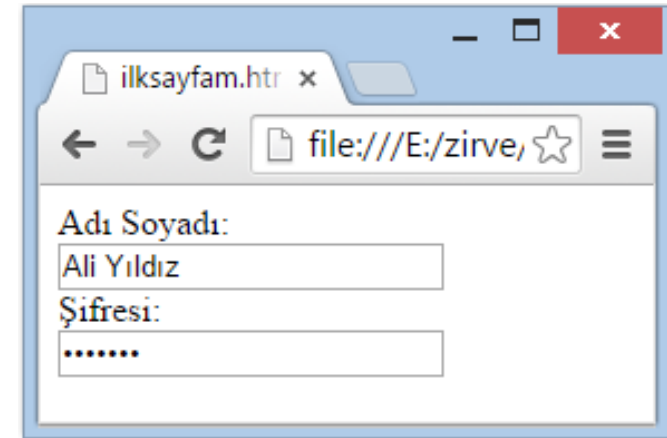 ilksayfam.htr
file:///E:/zirve/
Adı Soyadı:
Ali Yıldız
Şifresi:
•••••••